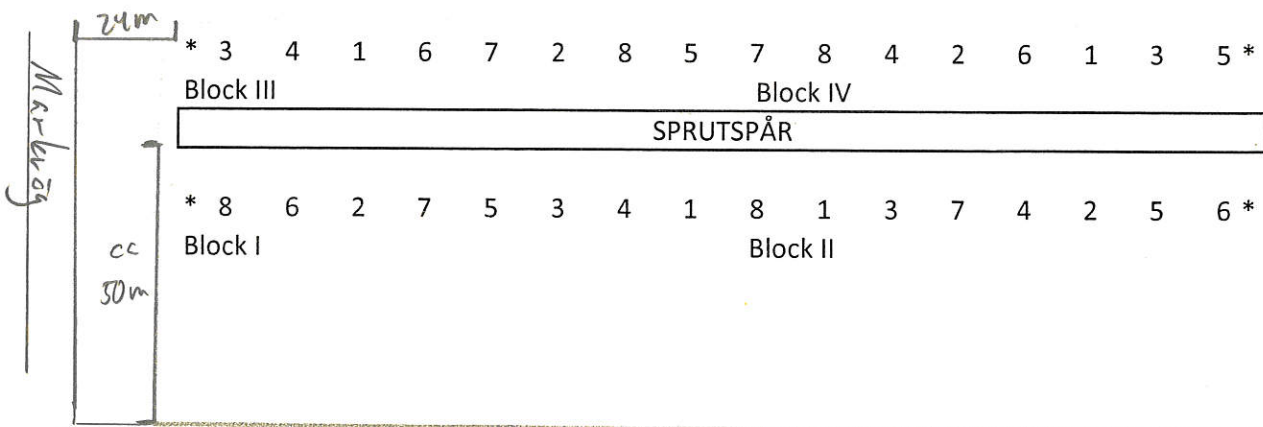 24m
* 3 4 1 6 7 2 8 5 7 8 4 2 6 1 3 5 *
Block III Block IV
SPRUTSPÅR
* 8 6 2 7 5 3 4 1 8 1 3 7 4 2 5 6 *
Block I Block II
cc
50m
Markväg